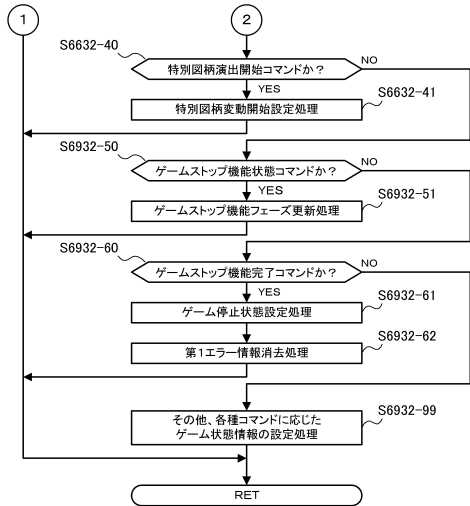 1
2
S6632-40
特別図柄演出開始コマンドか？
NO
YES
特別図柄変動開始設定処理
S6632-41
S6932-50
ゲームストップ機能状態コマンドか？
NO
YES
ゲームストップ機能フェーズ更新処理
S6932-51
S6932-60
ゲームストップ機能完了コマンドか？
NO
YES
ゲーム停止状態設定処理
S6932-61
第1エラー情報消去処理
S6932-62
その他、各種コマンドに応じた
ゲーム状態情報の設定処理
S6932-99
RET